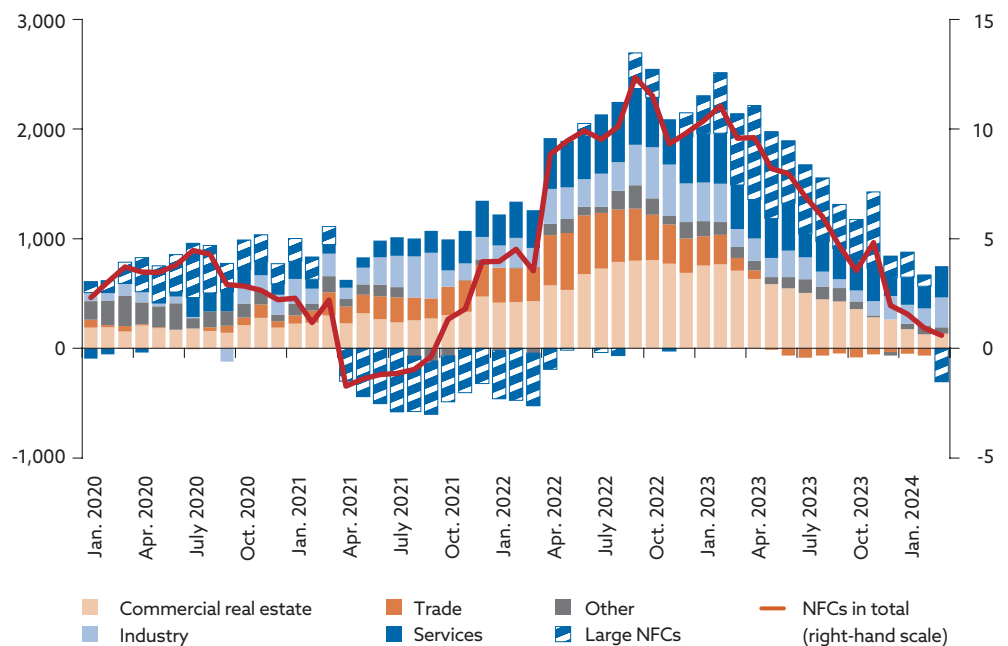 3,000
2,000
1,000
0
-1,000
15
10
5
0
-5
Jan. 2020
Apr. 2020
July 2020
Oct. 2020
Jan. 2021
Apr. 2021
July 2021
Oct. 2021
Jan. 2022
Apr. 2022
July 2022
Oct. 2022
Jan. 2023
Apr. 2023
July 2023
Oct. 2023
Jan. 2024
Commercial real estate
Trade
Other
NFCs in total
Industry
Services
Large NFCs
(right-hand scale)